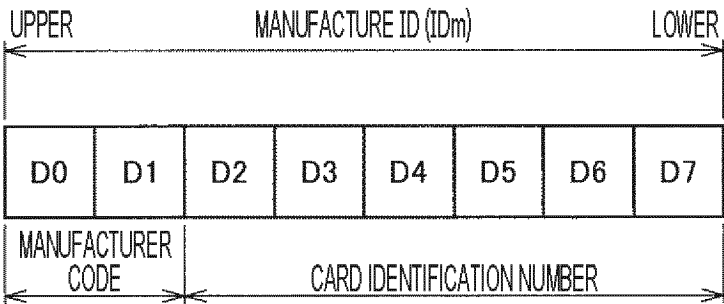 UPPER MANUFACTURE ID (IDm) LOWER
D0 D1 D2 D3 D4 D5 D6 D7
MANUFACTURER
CODE CARD IDENTIFICATION NUMBER